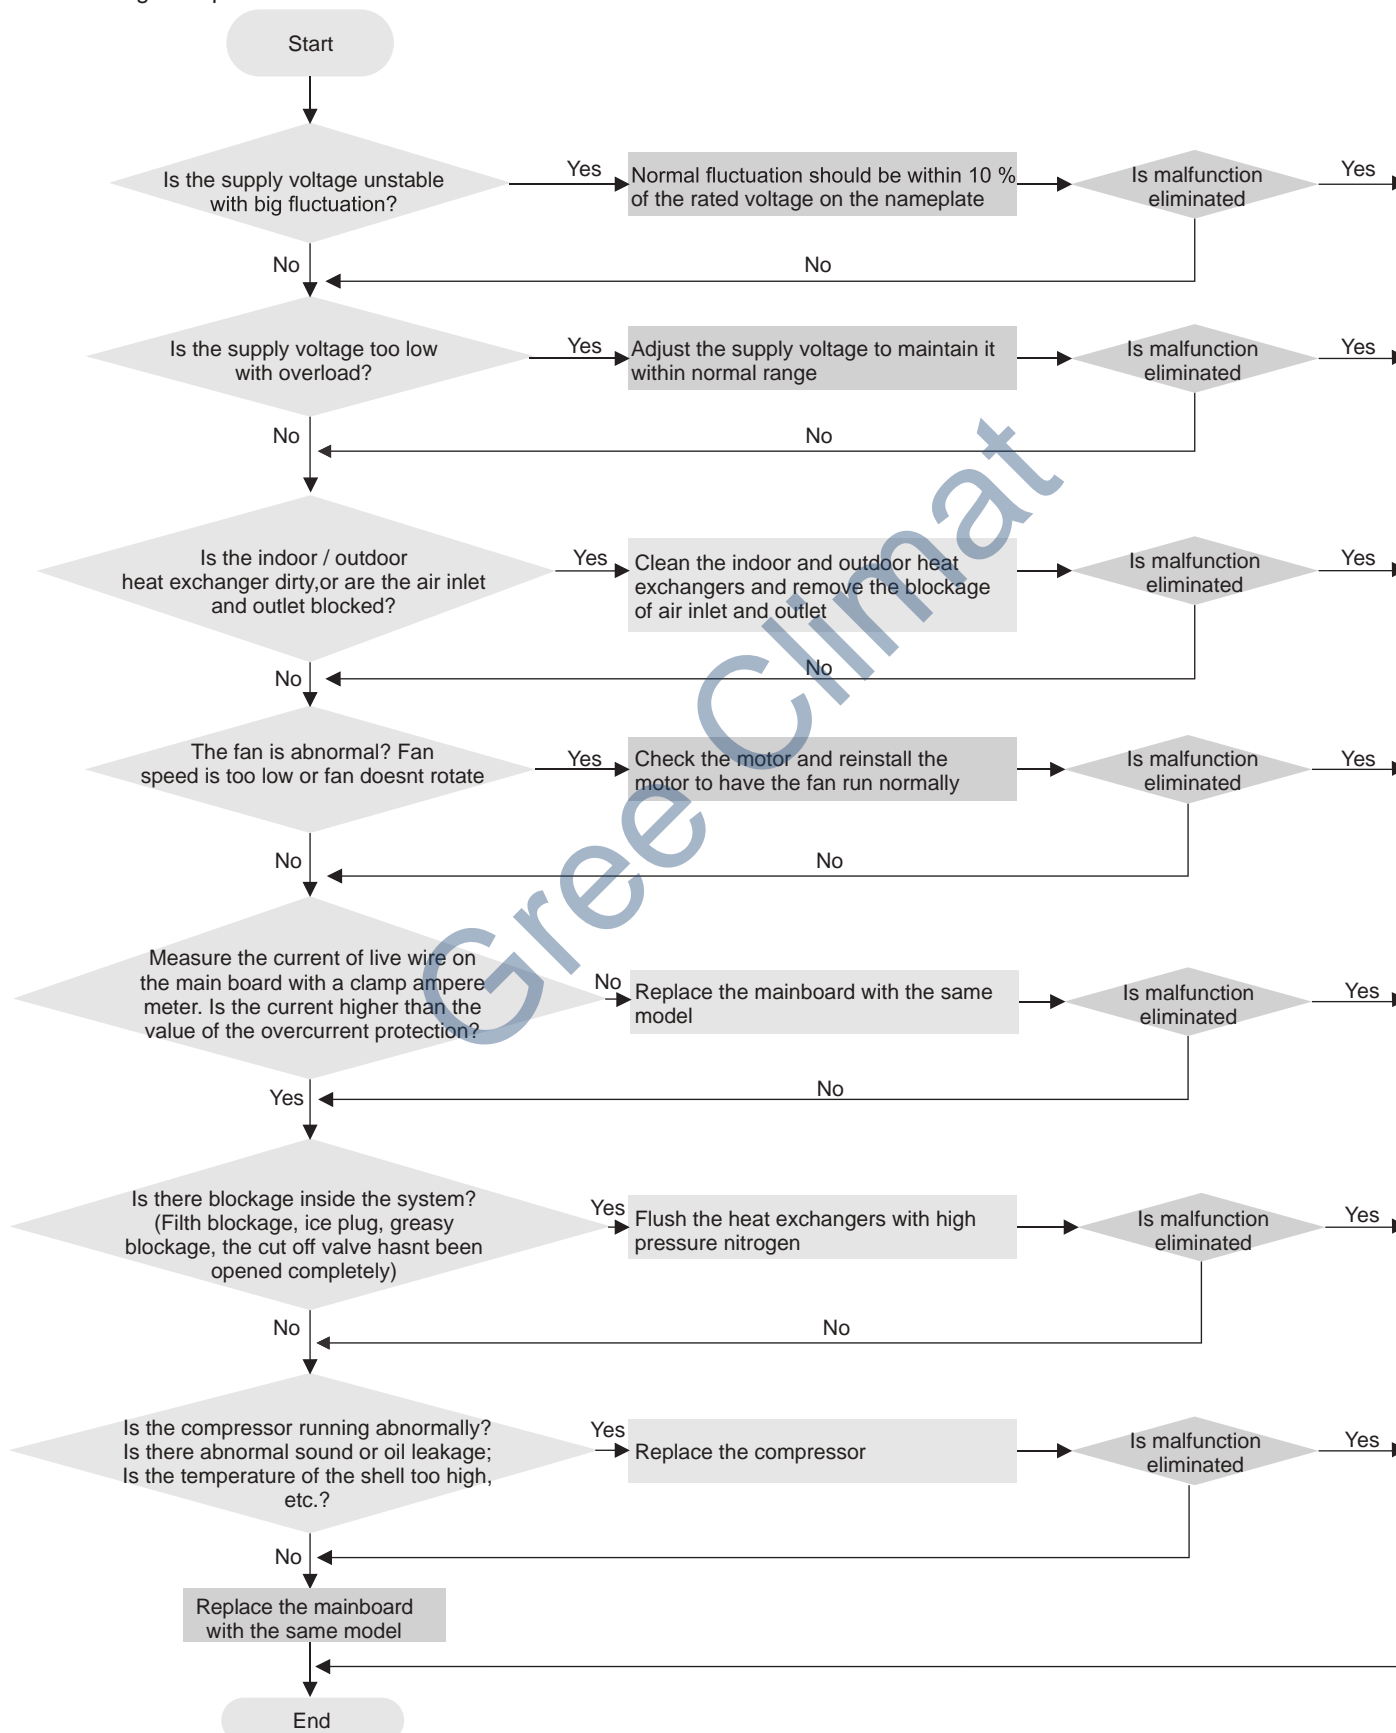 Start
Is the supply voltage unstable
with big fluctuation?
Yes
Normal fluctuation should be within 10 %
of the rated voltage on the nameplate
Is malfunction
eliminated
Yes
No
No
Is the supply voltage too low
with overload?
Yes
Adjust the supply voltage to maintain it
within normal range
Is malfunction
eliminated
Yes
No
No
Is the indoor / outdoor
heat exchanger dirty,or are the air inlet
and outlet blocked?
Yes
Clean the indoor and outdoor heat
exchangers and remove the blockage
of air inlet and outlet
Is malfunction
eliminated
Yes
No
No
The fan is abnormal? Fan
speed is too low or fan doesnt rotate
Yes
Check the motor and reinstall the
motor to have the fan run normally
Is malfunction
eliminated
Yes
No
No
Measure the current of live wire on
the main board with a clamp ampere
meter. Is the current higher than the
value of the overcurrent protection?
No
Replace the mainboard with the same
model
Is malfunction
eliminated
Yes
Yes
No
Is there blockage inside the system?
(Filth blockage, ice plug, greasy
blockage, the cut off valve hasnt been
opened completely)
Yes
Flush the heat exchangers with high
pressure nitrogen
Is malfunction
eliminated
Yes
No
No
Is the compressor running abnormally?
Is there abnormal sound or oil leakage;
Is the temperature of the shell too high,
etc.?
Yes
Replace the compressor
Is malfunction
eliminated
Yes
No
Replace the mainboard
with the same model
End
Gree Climat